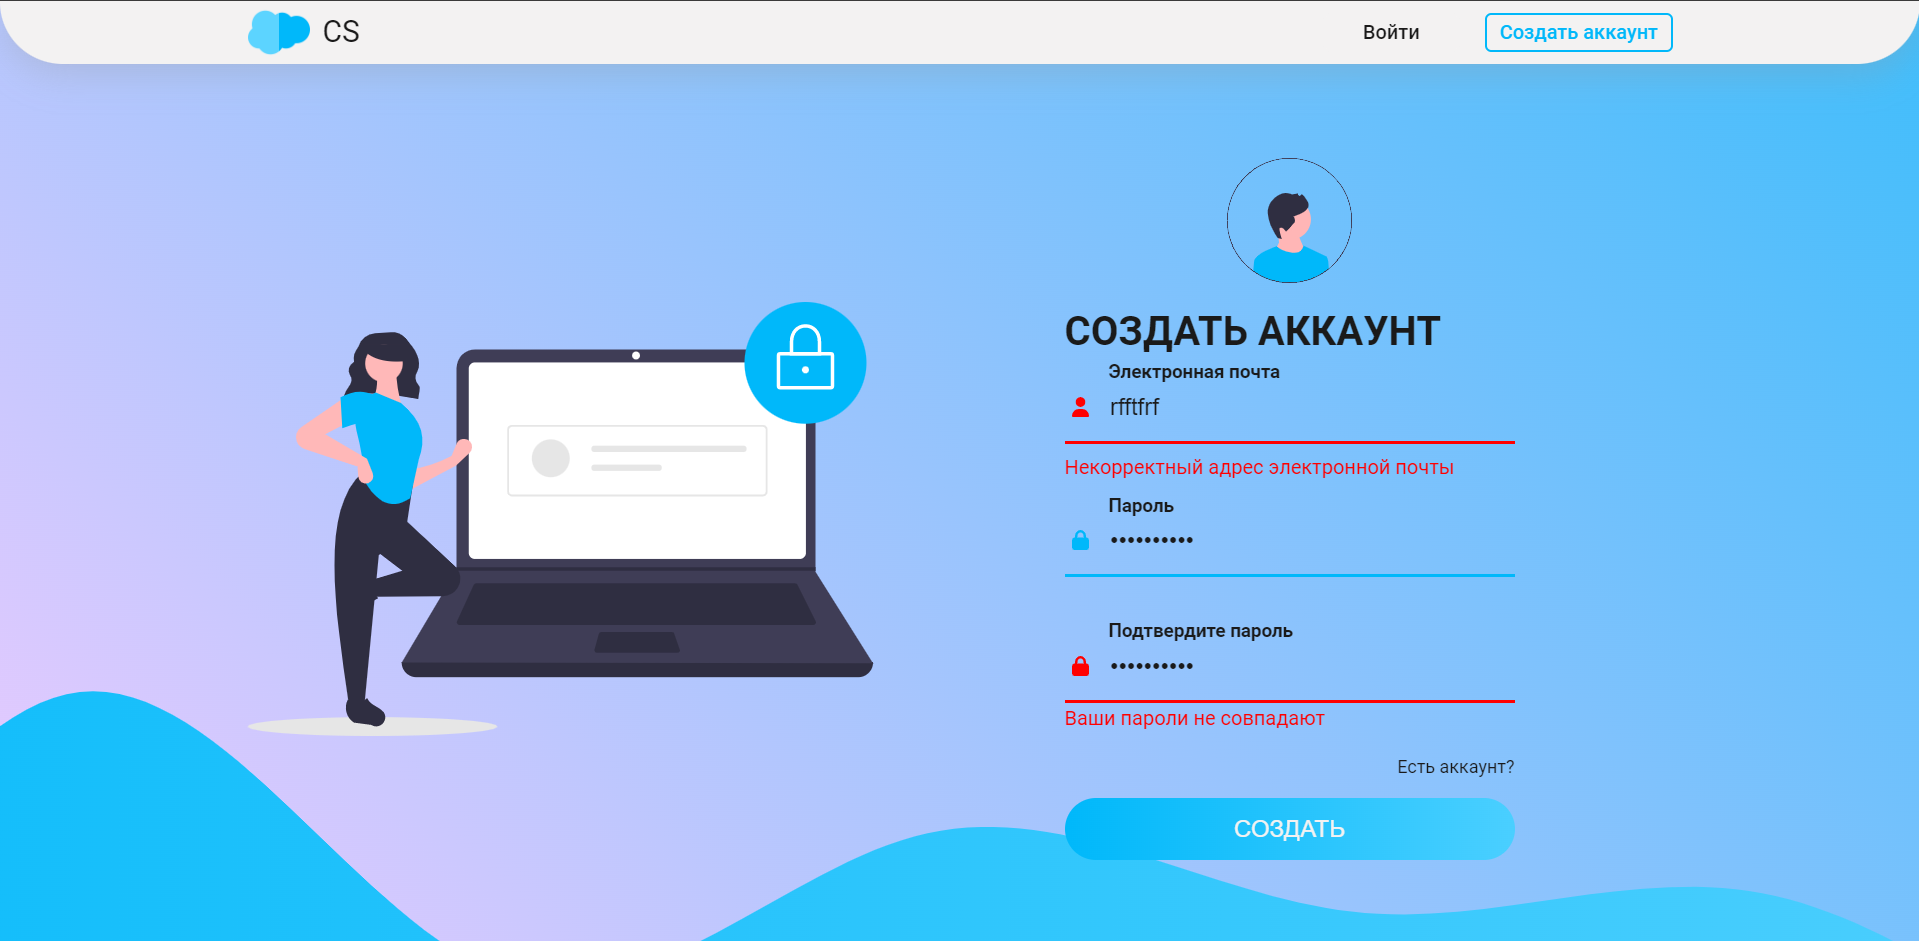 CS
Войти
Создать аккаунт
СОЗДАТЬ АККАУНТ
Электронная почта
rfftfrf
Некорректный адрес электронной почты
Пароль
••••••••••
Подтвердите пароль
••••••••••
Ваши пароли не совпадают
Есть аккаунт?
СОЗДАТЬ